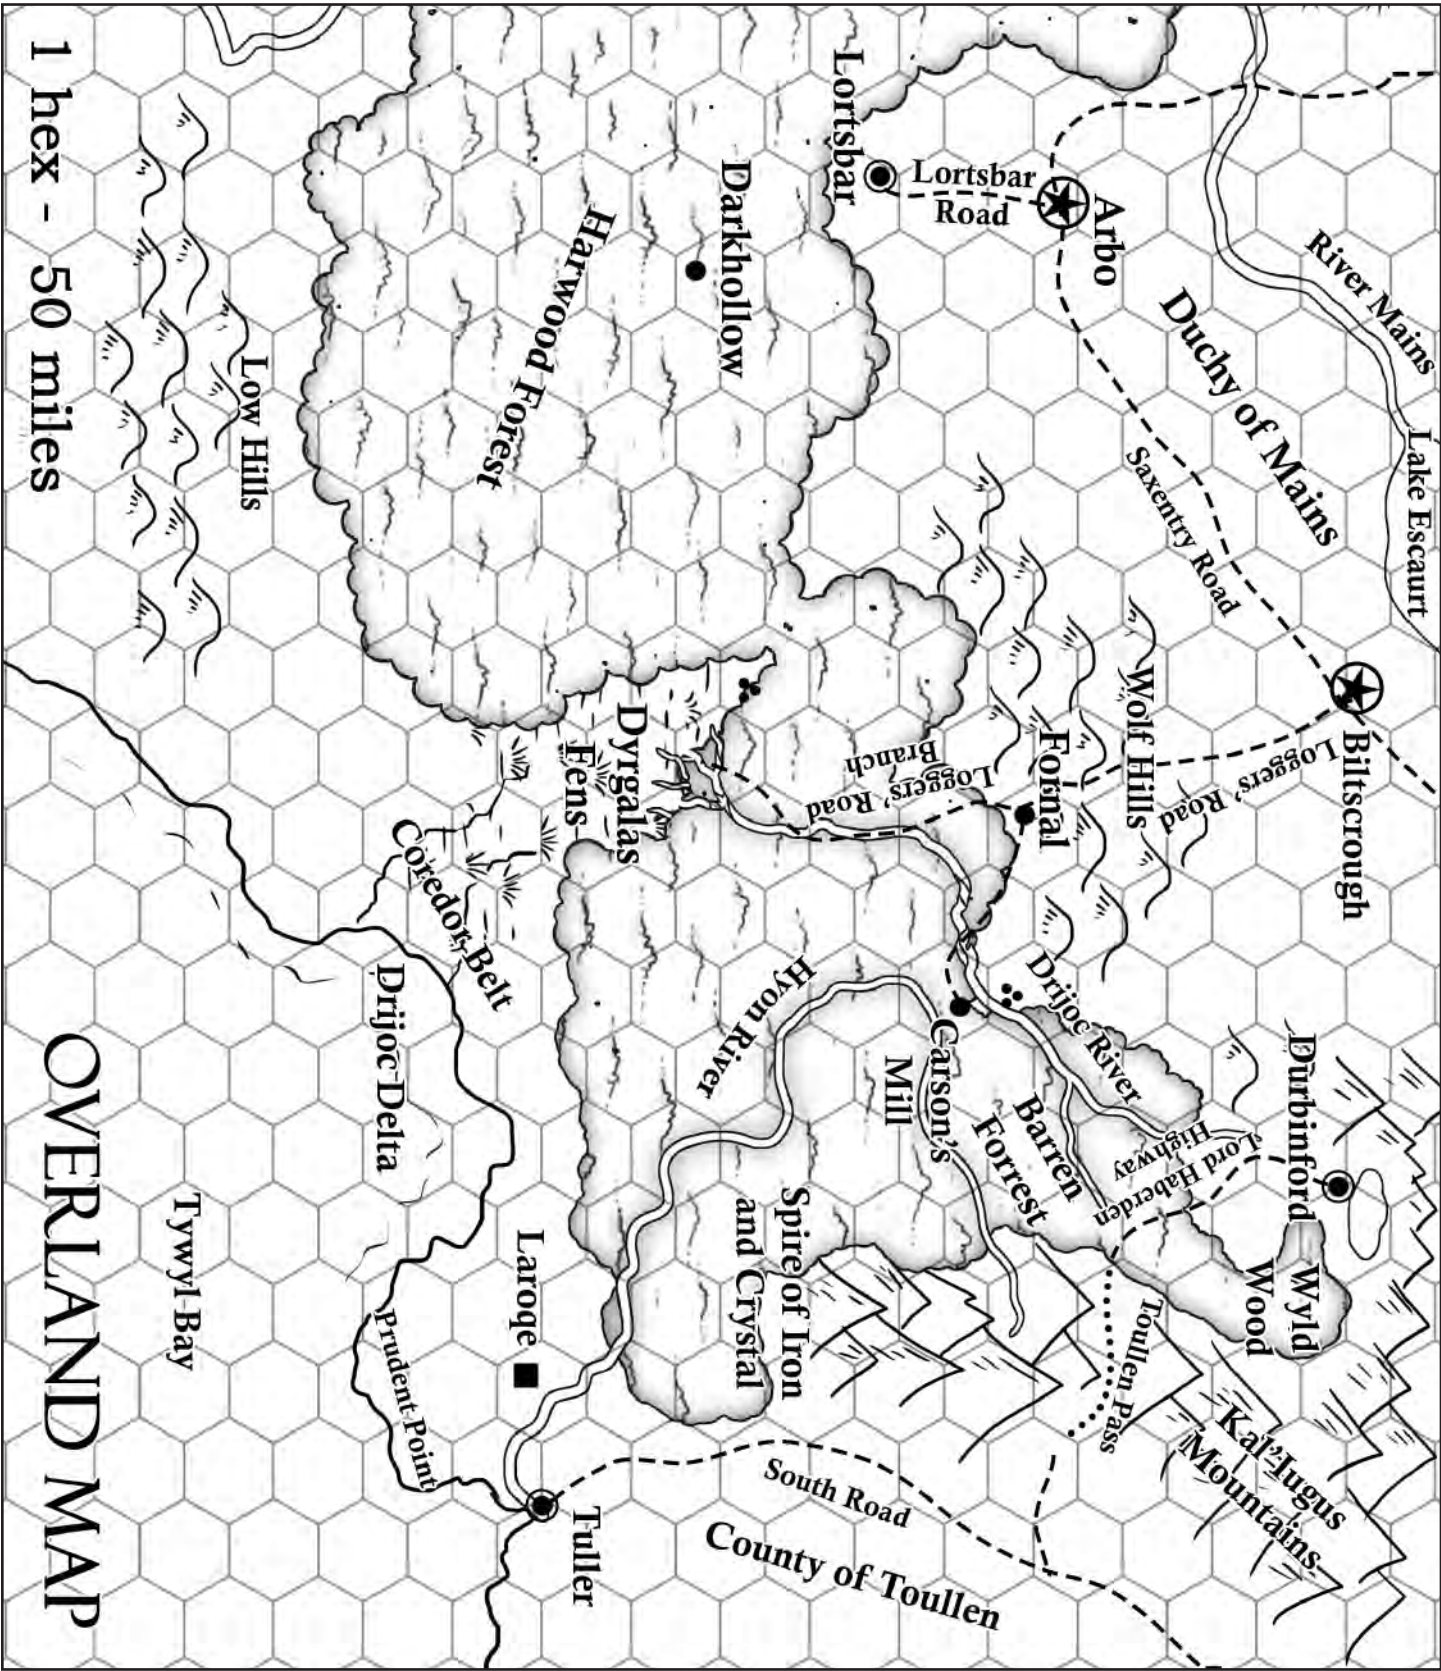 River Mains
Lake Escaurt
Duchy of Mains
Arbo
Lortsbar
Road
Lortsbar
Saxentry Road
Biltscrough
Loggers' Road
Wolf Hills
Fornal
Loggers' Road
Branch
Durbinford
Wyld
Wood
Lord Haberden
Highway
Drijoc River
Barren
Forrest
Carson's
Mill
Toullen Pass
Kal'Iugus
Mountains
Darkhollow
Harwood Forest
Dyrgalas
Fens
Hyon River
Spire of Iron
and Crystal
South Road
County of Toullen
Coredor Belt
Low Hills
Drijoc Delta
Laroqe
Tuller
Prudent Point
Tywyl Bay
1 hex - 50 miles
OVERLAND MAP